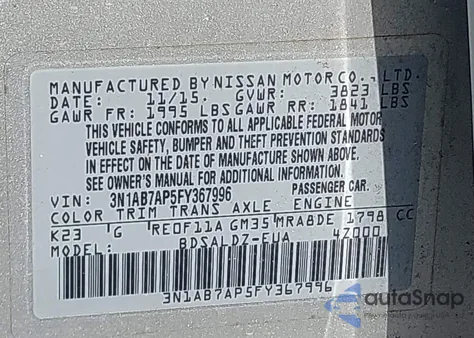 MANUFACTURED BY NISSAN MOTOR CO., LTD.
DATE: 11/15. GVWR: 3823 LBS
GAWR FR: 1995 LBS GAWR RR: 1841 LBS
THIS VEHICLE CONFORMS TO ALL APPLICABLE FEDERAL MOTOR
VEHICLE SAFETY, BUMPER AND THEFT PREVENTION STANDARDS
IN EFFECT ON THE DATE OF MANUFACTURE SHOWN ABOVE.
SEE OWNER'S MANUAL FOR ADDITIONAL INFORMATION.
VIN: 3N1AB7AP5FY367996 PASSENGER CAR.
COLOR TRIM TRANS AXLE ENGINE
K23 G RE0F11A GM35 MRA8DE 1798 CC
MODEL: BDSALDZ-EUA 4Z000
3N1AB7AP5FY367996
autoSnap